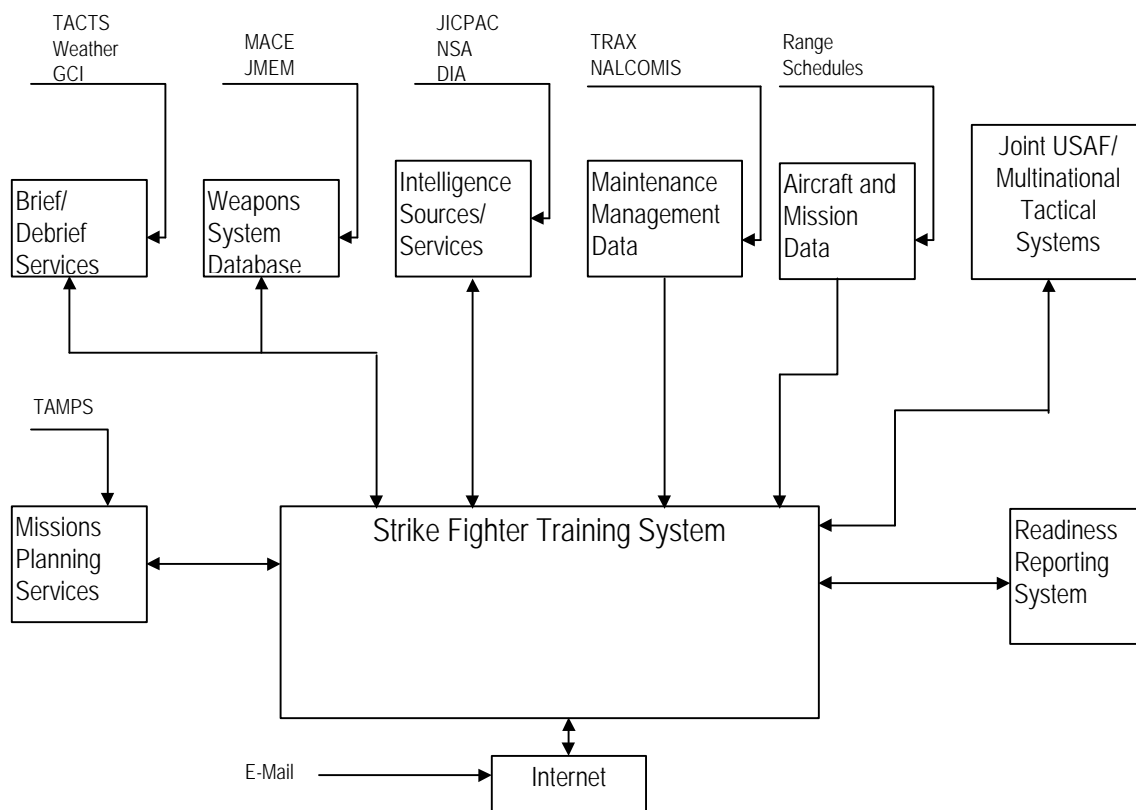 TACTS
Weather
GCI
MACE
JMEM
JICPAC
NSA
DIA
TRAX
NALCOMIS
Range
Schedules
Brief/
Debrief
Services
Weapons
System
Database
Intelligence
Sources/
Services
Maintenance
Management
Data
Aircraft and
Mission
Data
Joint USAF/
Multinational
Tactical
Systems
TAMPS
Missions
Planning
Services
Strike Fighter Training System
Readiness
Reporting
System
E-Mail
Internet